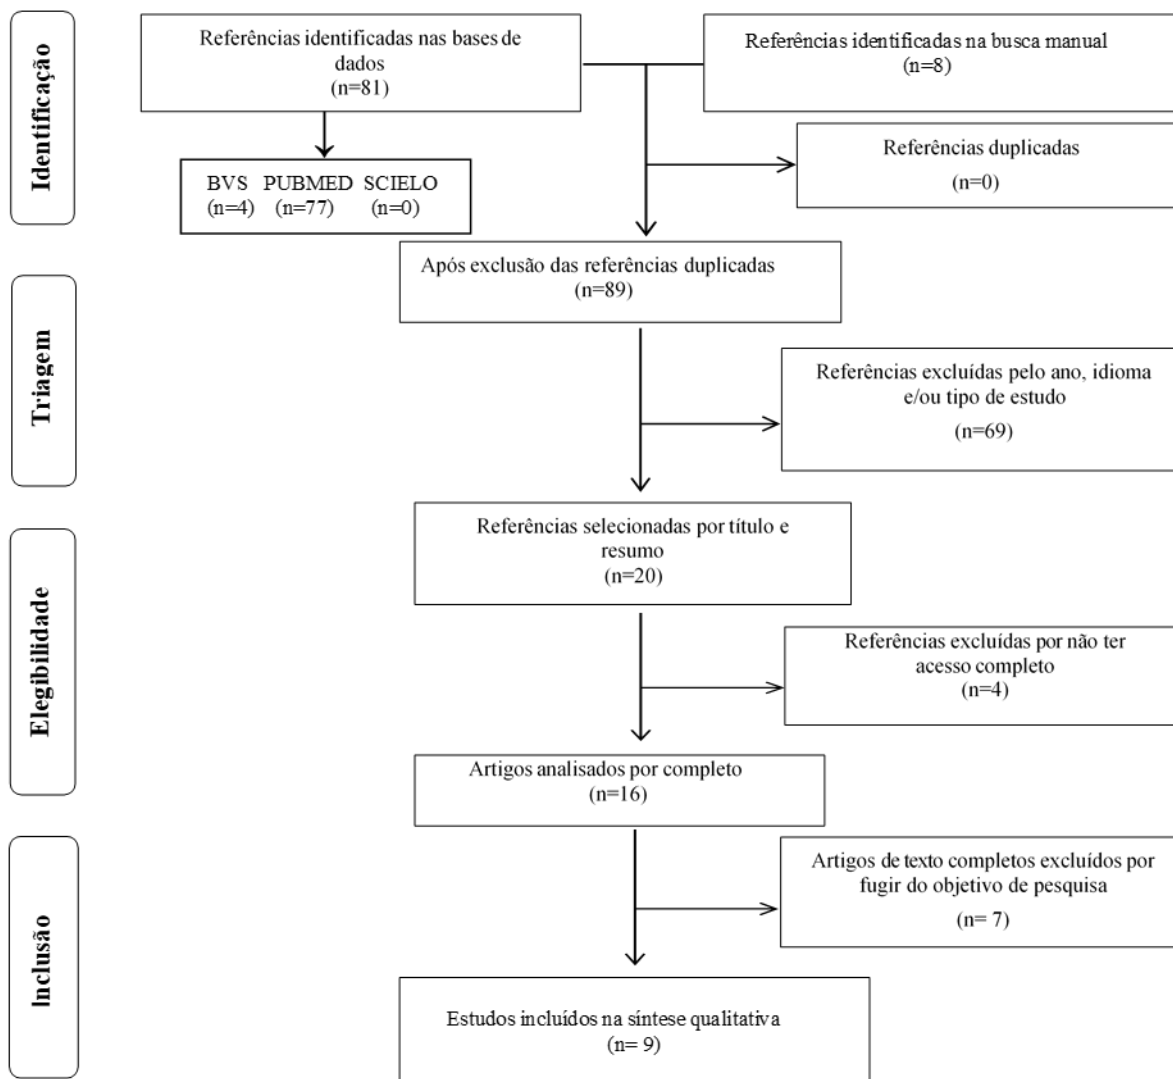 Identificação
Referências identificadas nas bases de
dados
(n=81)
Referências identificadas na busca manual
(n=8)
BVS PUBMED SCIELO
(n=4) (n=77) (n=0)
Referências duplicadas
(n=0)
Triagem
Após exclusão das referências duplicadas
(n=89)
Referências excluídas pelo ano, idioma
e/ou tipo de estudo
(n=69)
Elegibilidade
Referências selecionadas por título e
resumo
(n=20)
Referências excluídas por não ter
acesso completo
(n=4)
Artigos analisados por completo
(n=16)
Inclusão
Artigos de texto completos excluídos por
fugir do objetivo de pesquisa
(n= 7)
Estudos incluídos na síntese qualitativa
(n= 9)